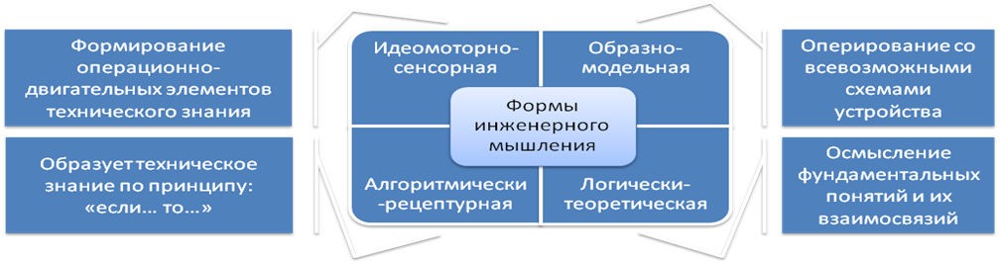 Формирование
операционно-
двигательных элементов
технического знания
Образует техническое
знание по принципу:
«если... то...»
Идеомоторно-
сенсорная
Образно-
модельная
Формы
инженерного
мышления
Алгоритмически
-рецептурная
Логически-
теоретическая
Оперирование со
всевозможными
схемами
устройства
Осмысление
фундаментальных
понятий и их
взаимосвязий